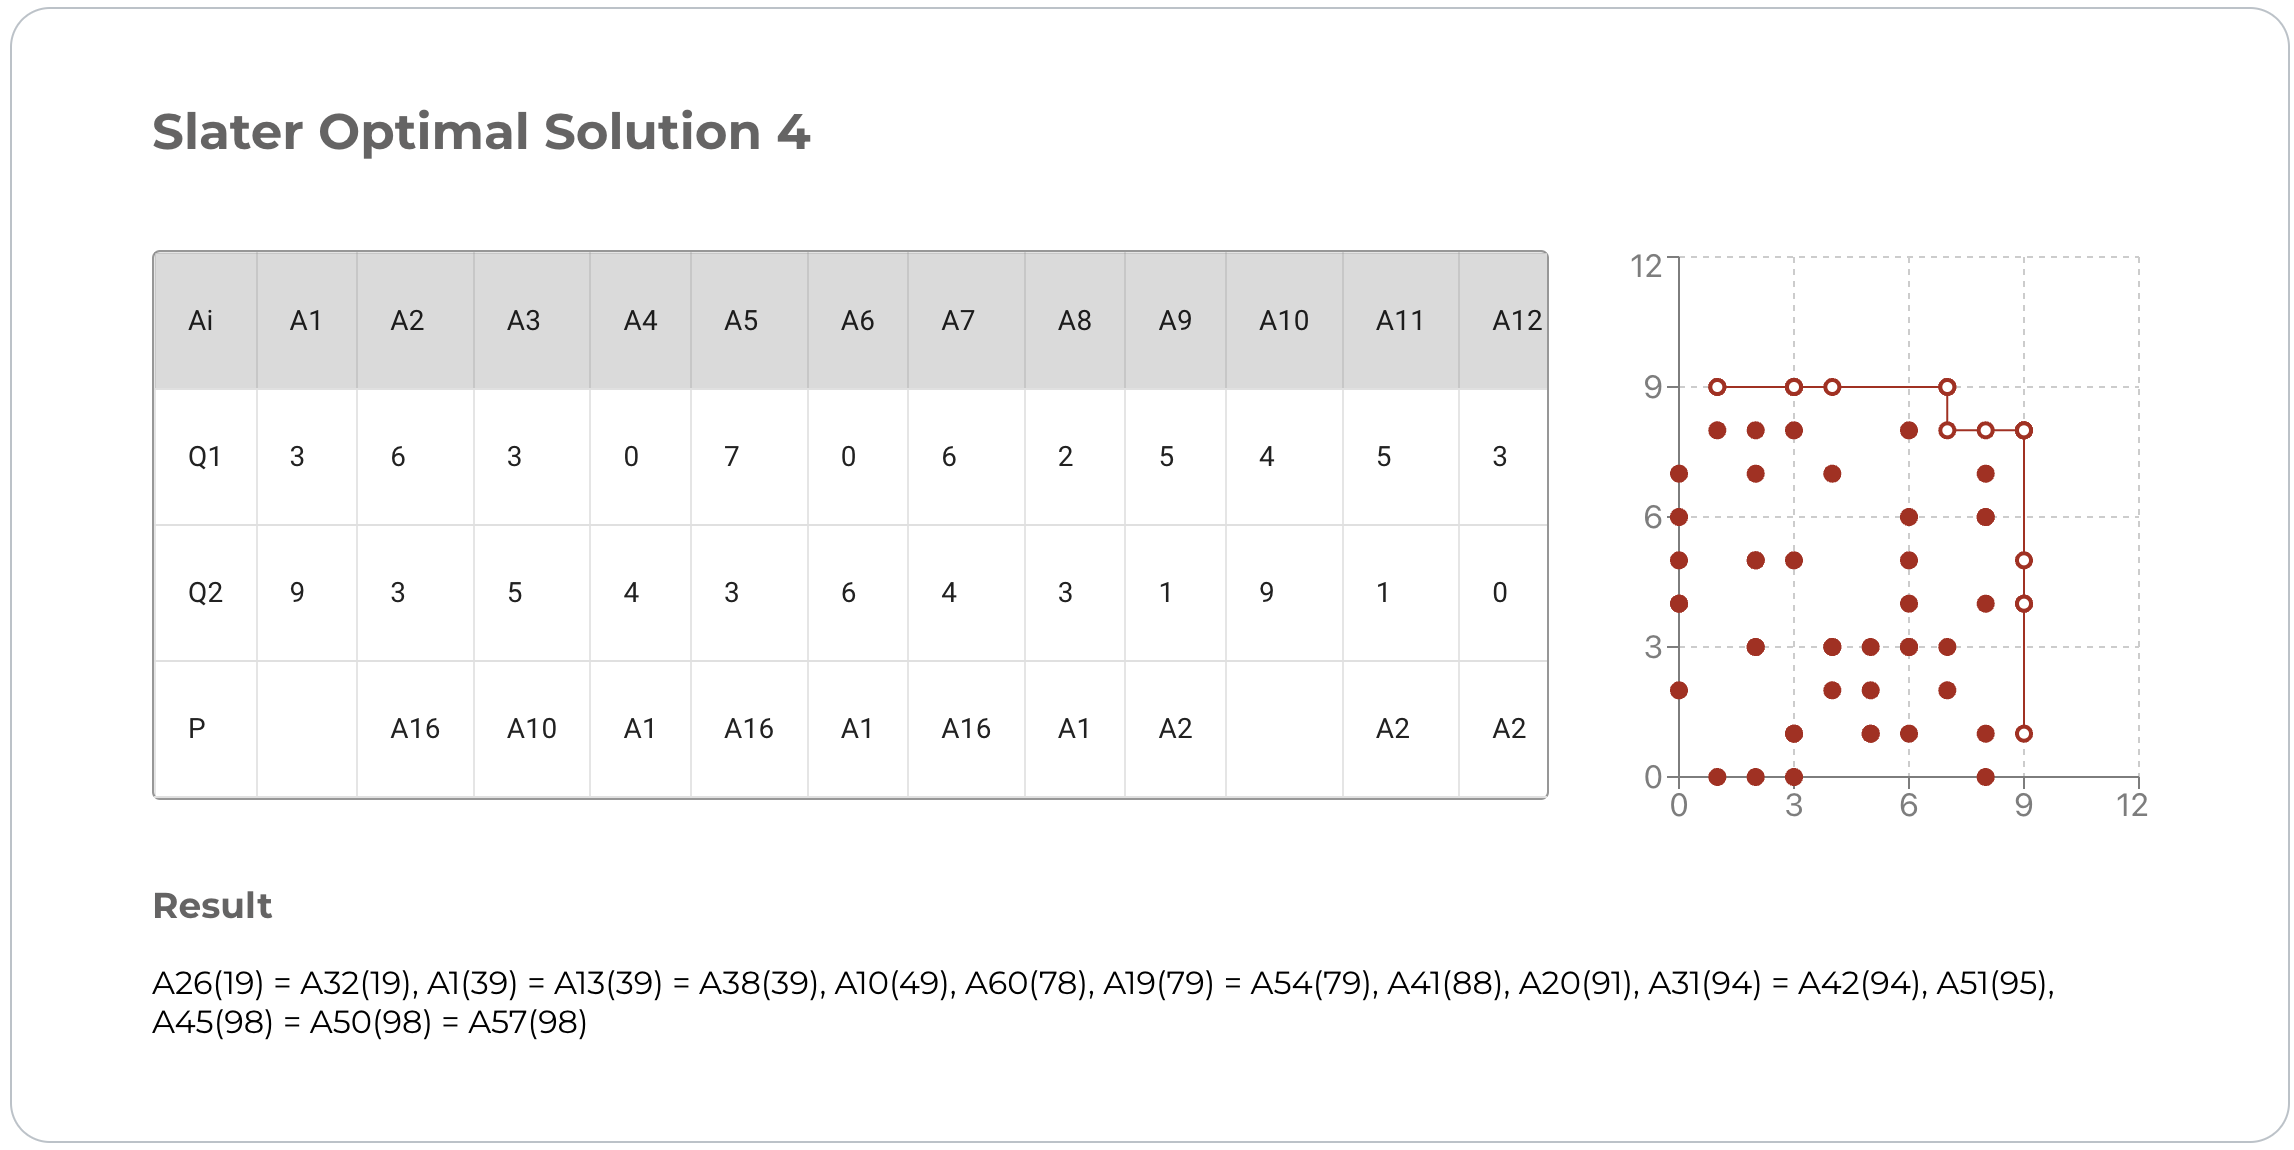 Slater Optimal Solution 4
Ai A1 A2 A3 A4 A5 A6 A7 A8 A9 A10 A11 A12
Q1 3 6 3 0 7 0 6 2 5 4 5 3
Q2 9 3 5 4 3 6 4 3 1 9 1 0
P A16 A10 A1 A16 A1 A16 A1 A2 A2 A2
12
9
6
3
0
0 3 6 9 12
Result
A26(19) = A32(19), A1(39) = A13(39) = A38(39), A10(49), A60(78), A19(79) = A54(79), A41(88), A20(91), A31(94) = A42(94), A51(95),
A45(98) = A50(98) = A57(98)